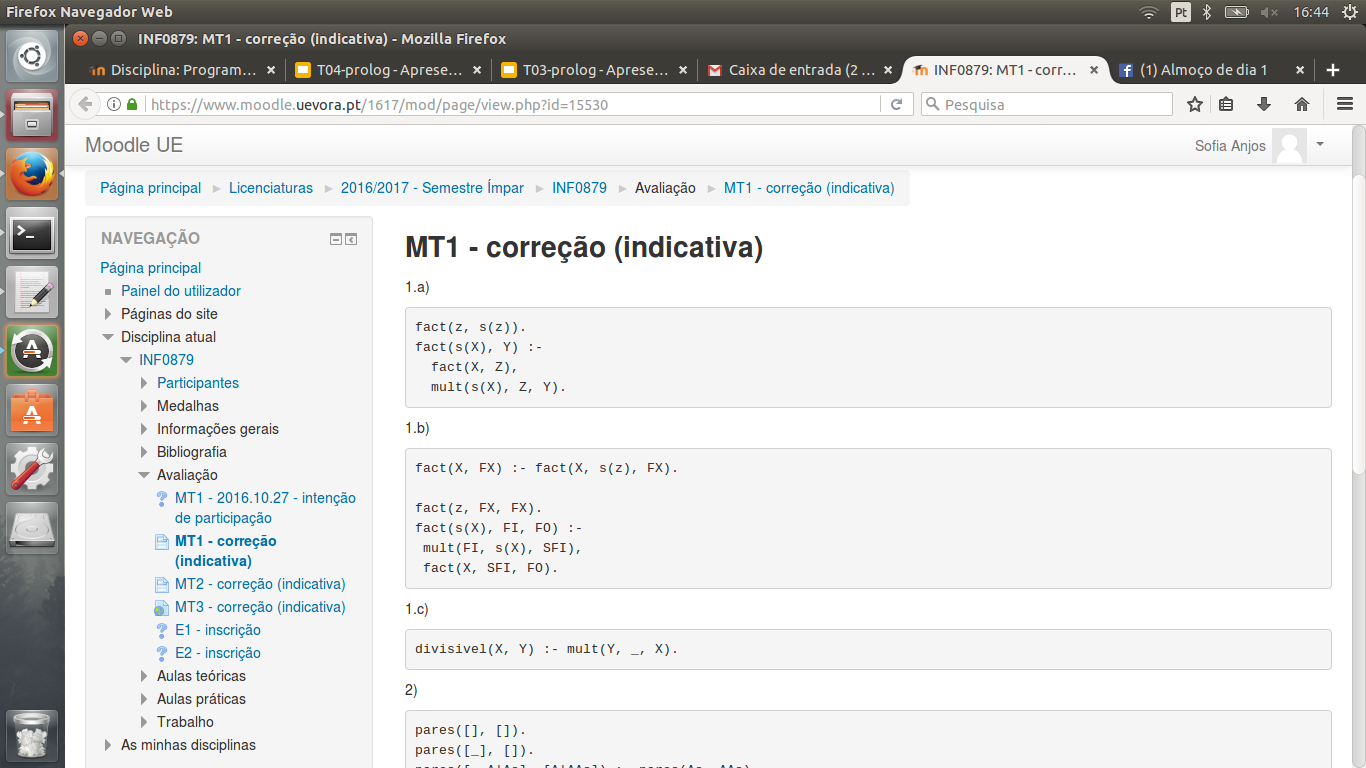 Firefox Navegador Web
Pt
16:44
INF0879: MT1 - correção (indicativa) - Mozilla Firefox
Disciplina: Program… ×
T04-prolog - Aprese… ×
T03-prolog - Aprese… ×
Caixa de entrada (2 … ×
INF0879: MT1 - corr… ×
(1) Almoço de dia 1 ×
https://www.moodle.uevora.pt/1617/mod/page/view.php?id=15530
Pesquisa
Moodle UE
Sofia Anjos
Página principal
Licenciaturas
2016/2017 - Semestre Ímpar
INF0879
Avaliação
MT1 - correção (indicativa)
NAVEGAÇÃO
Página principal
Painel do utilizador
Páginas do site
Disciplina atual
INF0879
Participantes
Medalhas
Informações gerais
Bibliografia
Avaliação
MT1 - 2016.10.27 - intenção
de participação
MT1 - correção
(indicativa)
MT2 - correção (indicativa)
MT3 - correção (indicativa)
E1 - inscrição
E2 - inscrição
Aulas teóricas
Aulas práticas
Trabalho
As minhas disciplinas
MT1 - correção (indicativa)
1.a)
fact(z, s(z)).
fact(s(X), Y) :-
  fact(X, Z),
  mult(s(X), Z, Y).
1.b)
fact(X, FX) :- fact(X, s(z), FX).
fact(z, FX, FX).
fact(s(X), FI, FO) :-
 mult(FI, s(X), SFI),
 fact(X, SFI, FO).
1.c)
divisivel(X, Y) :- mult(Y, _, X).
2)
pares([], []).
pares([_], []).